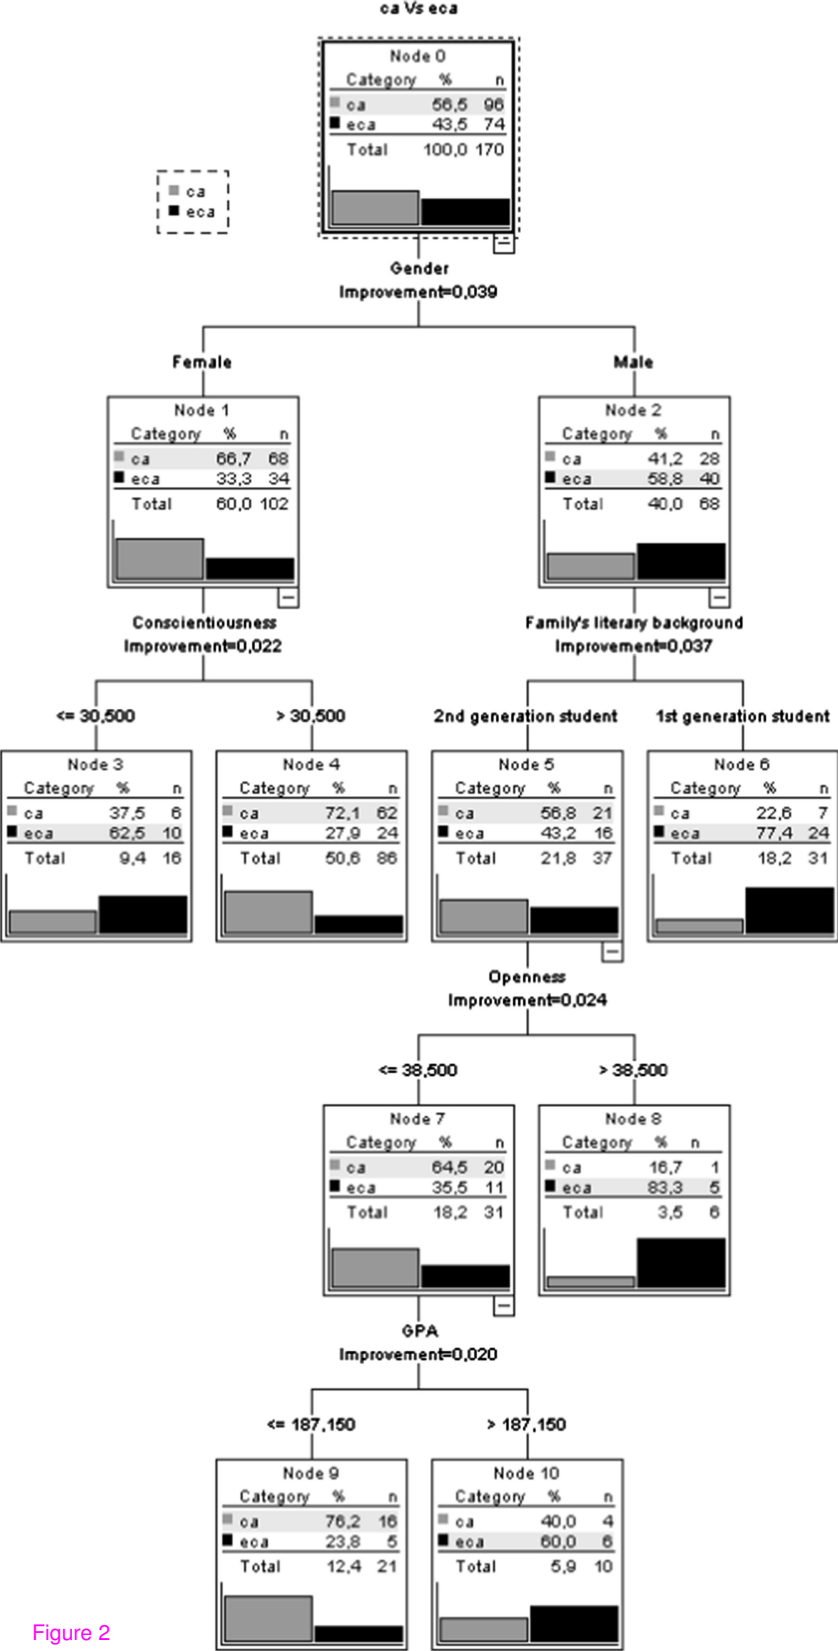 ca Vs eca
Node 0
Category % n
ca 56,5 96
eca 43,5 74
Total 100,0 170
ca
eca
Gender
Improvement=0,039
Female
Male
Node 1
Category % n
ca 66,7 68
eca 33,3 34
Total 60,0 102
Node 2
Category % n
ca 41,2 28
eca 58,8 40
Total 40,0 68
Conscientiousness
Improvement=0,022
Family's literary background
Improvement=0,037
<= 30,500
> 30,500
2nd generation student
1st generation student
Node 3
Category % n
ca 37,5 6
eca 62,5 10
Total 9,4 16
Node 4
Category % n
ca 72,1 62
eca 27,9 24
Total 50,6 86
Node 5
Category % n
ca 56,8 21
eca 43,2 16
Total 21,8 37
Node 6
Category % n
ca 22,6 7
eca 77,4 24
Total 18,2 31
Openness
Improvement=0,024
<= 38,500
> 38,500
Node 7
Category % n
ca 64,5 20
eca 35,5 11
Total 18,2 31
Node 8
Category % n
ca 16,7 1
eca 83,3 5
Total 3,5 6
GPA
Improvement=0,020
<= 187,150
> 187,150
Node 9
Category % n
ca 76,2 16
eca 23,8 5
Total 12,4 21
Node 10
Category % n
ca 40,0 4
eca 60,0 6
Total 5,9 10
Figure 2